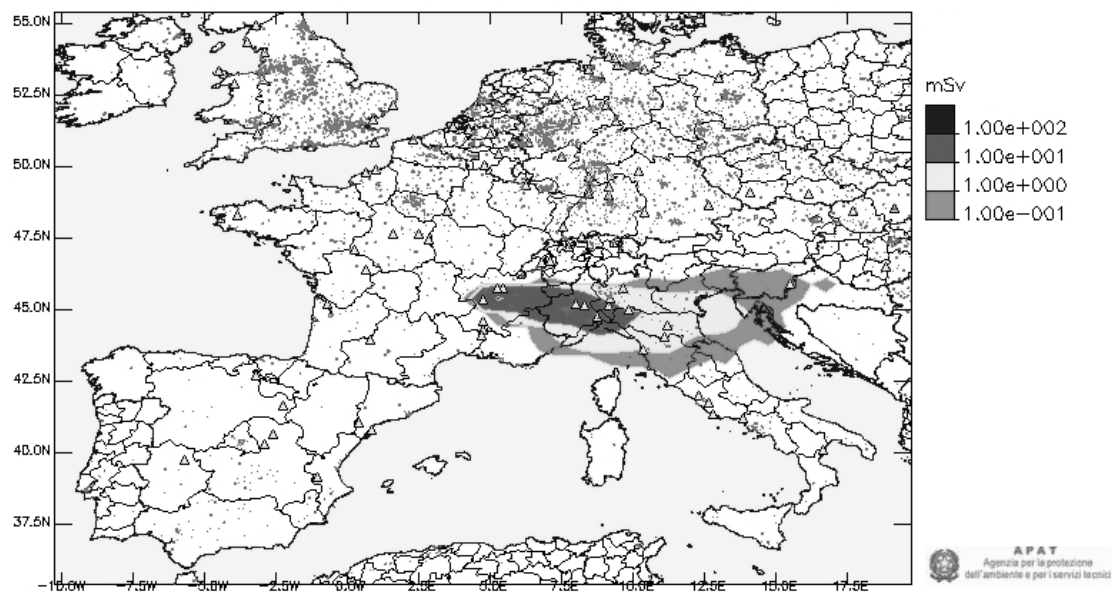 55.0N
52.5N
50.0N
47.5N
45.0N
42.5N
40.0N
37.5N
-10.0W
-7.5W
-5.0W
-2.5W
0.0W
2.5E
5.0E
7.5E
10.0E
12.5E
15.0E
17.5E
mSv
1.00e+002
1.00e+001
1.00e+000
1.00e-001
APAT
Agenzia per la protezione
dell'ambiente e per i servizi tecnici